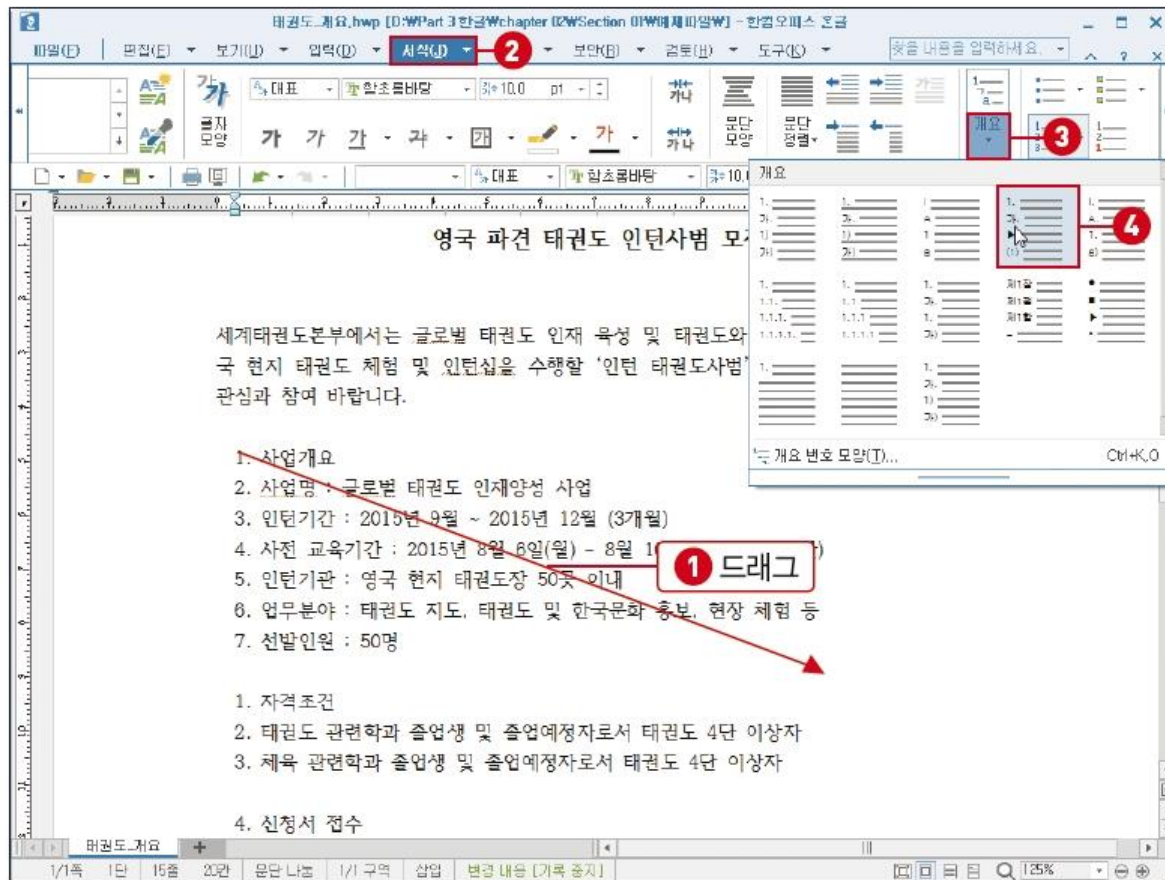 태권도_개요.hwp [D:\Part 3 한글\chapter 02\Section 01\예제파일\] - 한컴오피스 한글
파일(F) 편집(E) 보기(U) 입력(D) 서식(J) 2 보안(B) 검토(H) 도구(K) 찾을 내용을 입력하세요.
대표 함초롬바탕 10.0 pt
글자 모양 가 가 가 가 가 가 문단 모양 문단 정렬 개요 3
대표 함초롬바탕 10.0
개요
4
개요 번호 모양(T)... Ctrl+K,O
영국 파견 태권도 인턴사범
세계태권도본부에서는 글로벌 태권도 인재 육성 및 태권도와
국 현지 태권도 체험 및 인턴십을 수행할 ‘인턴 태권도사범’
관심과 참여 바랍니다.
1. 사업개요
2. 사업명 : 글로벌 태권도 인재양성 사업
3. 인턴기간 : 2015년 9월 ~ 2015년 12월 (3개월)
4. 사전 교육기간 : 2015년 8월 6일(월) - 8월 1
1 드래그
5. 인턴기관 : 영국 현지 태권도장 50곳 이내
6. 업무분야 : 태권도 지도, 태권도 및 한국문화 홍보, 현장 체험 등
7. 선발인원 : 50명
1. 자격조건
2. 태권도 관련학과 졸업생 및 졸업예정자로서 태권도 4단 이상자
3. 체육 관련학과 졸업생 및 졸업예정자로서 태권도 4단 이상자
4. 신청서 접수
태권도_개요
1/1쪽 1단 15줄 20칸 문단 나눔 1/1 구역 삽입 변경 내용 [기록 중지] 125%